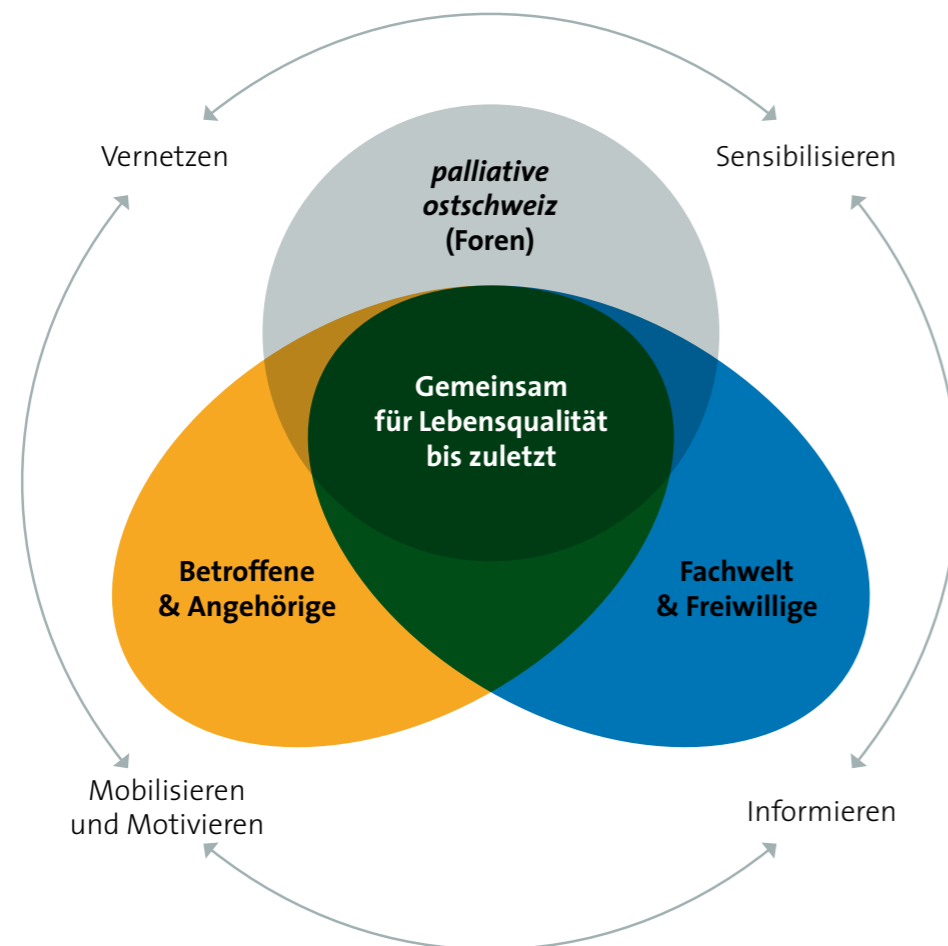 Vernetzen
Sensibilisieren
palliative
ostschweiz
(Foren)
Gemeinsam
für Lebensqualität
bis zuletzt
Betroffene
& Angehörige
Fachwelt
& Freiwillige
Mobilisieren
und Motivieren
Informieren